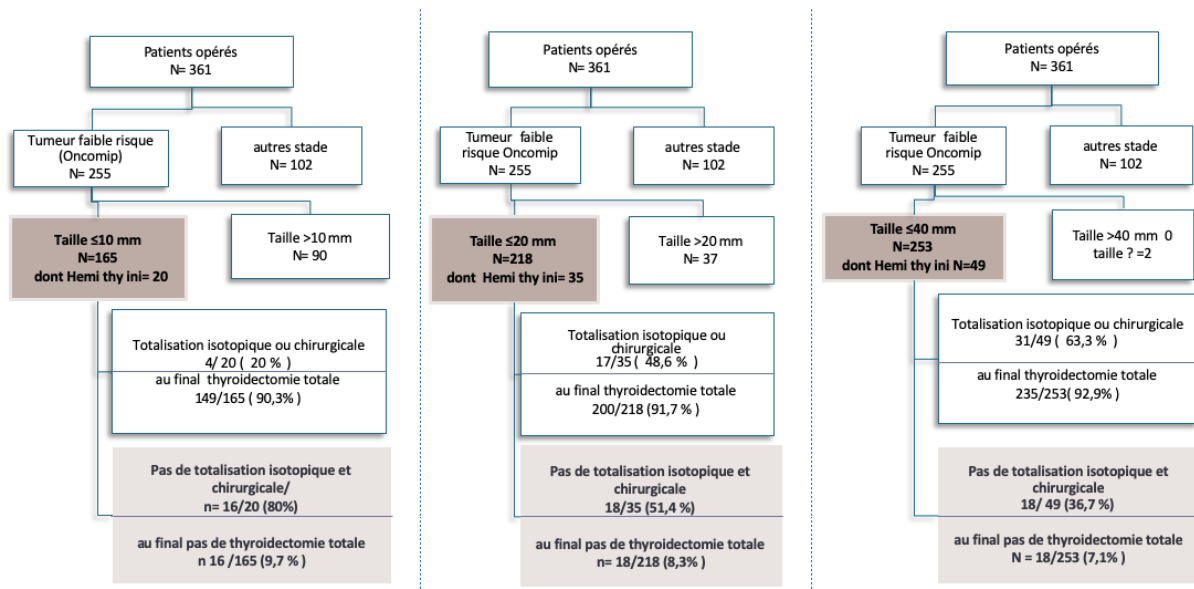 Patients opérés
N= 361
Tumeur faible risque
(Oncomip)
N= 255
autres stade
N= 102
Taille ≤10 mm
N=165
dont Hemi thy ini= 20
Taille >10 mm
N= 90
Totalisation isotopique ou chirurgicale
4/ 20 ( 20 % )
au final thyroidectomie totale
149/165 ( 90,3% )
Pas de totalisation isotopique et
chirurgicale/
n= 16/20 (80%)
au final pas de thyroidectomie totale
n 16 /165 (9,7 % )
Patients opérés
N= 361
Tumeur faible
risque Oncomip
N= 255
autres stade
N= 102
Taille ≤20 mm
N=218
dont Hemi thy ini= 35
Taille >20 mm
N= 37
Totalisation isotopique ou
chirurgicale
17/35 ( 48,6 % )
au final thyroidectomie totale
200/218 (91,7 % )
Pas de totalisation isotopique et
chirurgicale
18/35 (51,4 %)
au final pas de thyroidectomie totale
n= 18/218 (8,3% )
Patients opérés
N= 361
Tumeur faible
risque Oncomip
N= 255
autres stade
N= 102
Taille ≤40 mm
N=253
dont Hemi thy ini N=49
Taille >40 mm 0
taille ? =2
Totalisation isotopique ou chirurgicale
31/49 ( 63,3 % )
au final thyroidectomie totale
235/253( 92,9% )
Pas de totalisation isotopique et
chirurgicale
18/ 49 (36,7 %)
au final pas de thyroidectomie totale
N = 18/253 (7,1% )